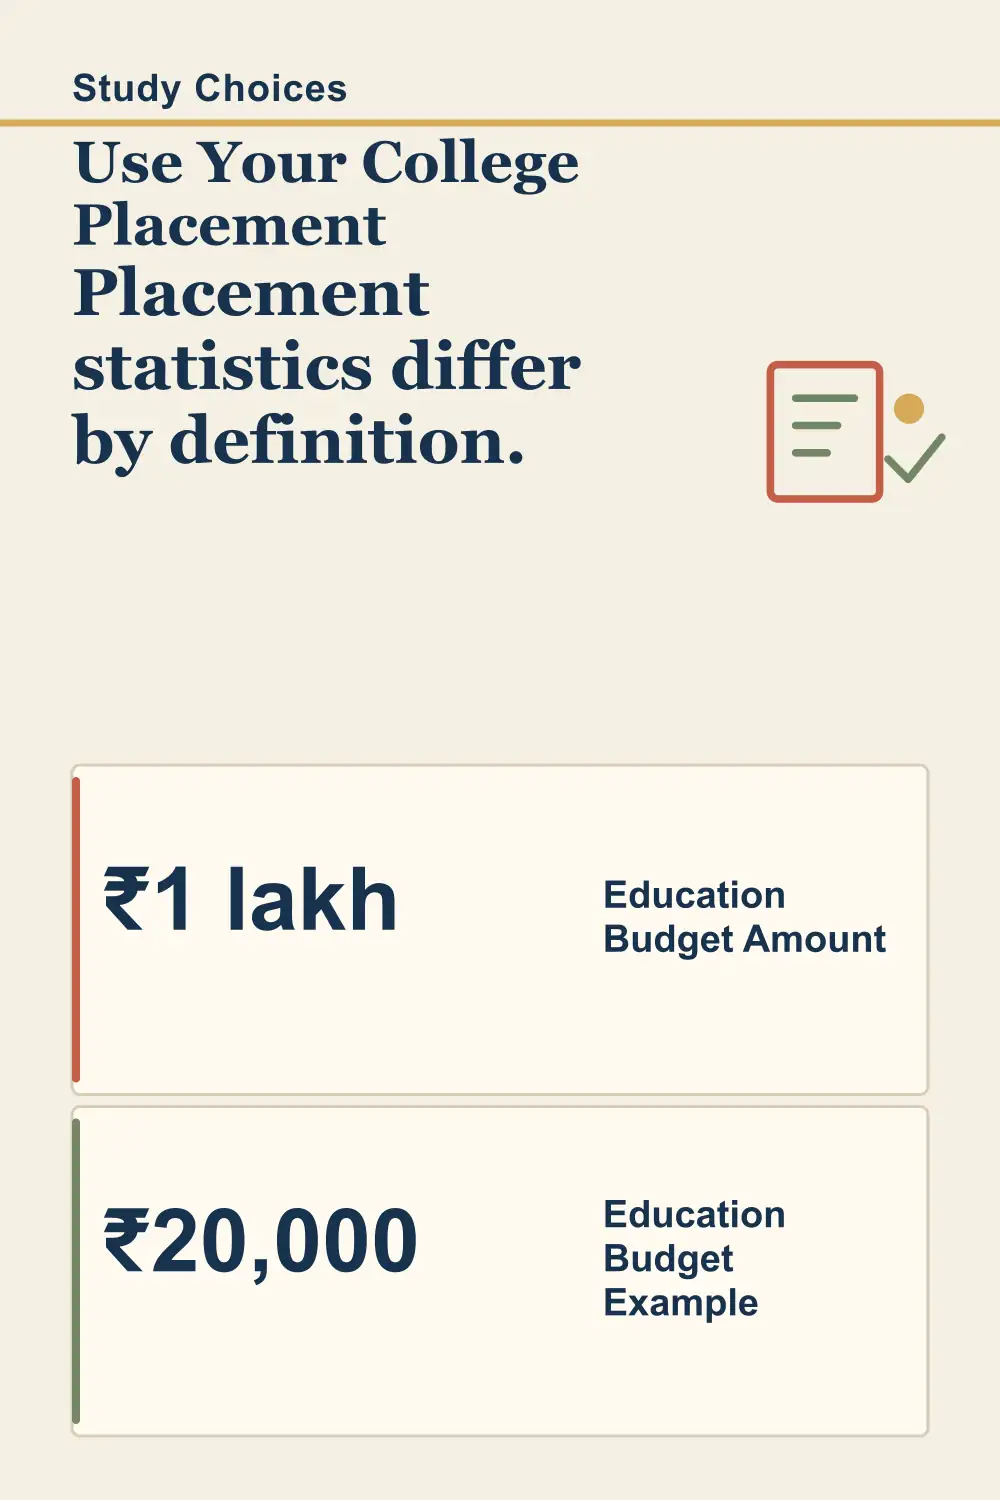 Study Choices
Use Your College
Placement
Placement
statistics differ
by definition.
₹1 lakh
Education
Budget Amount
₹20,000
Education
Budget
Example